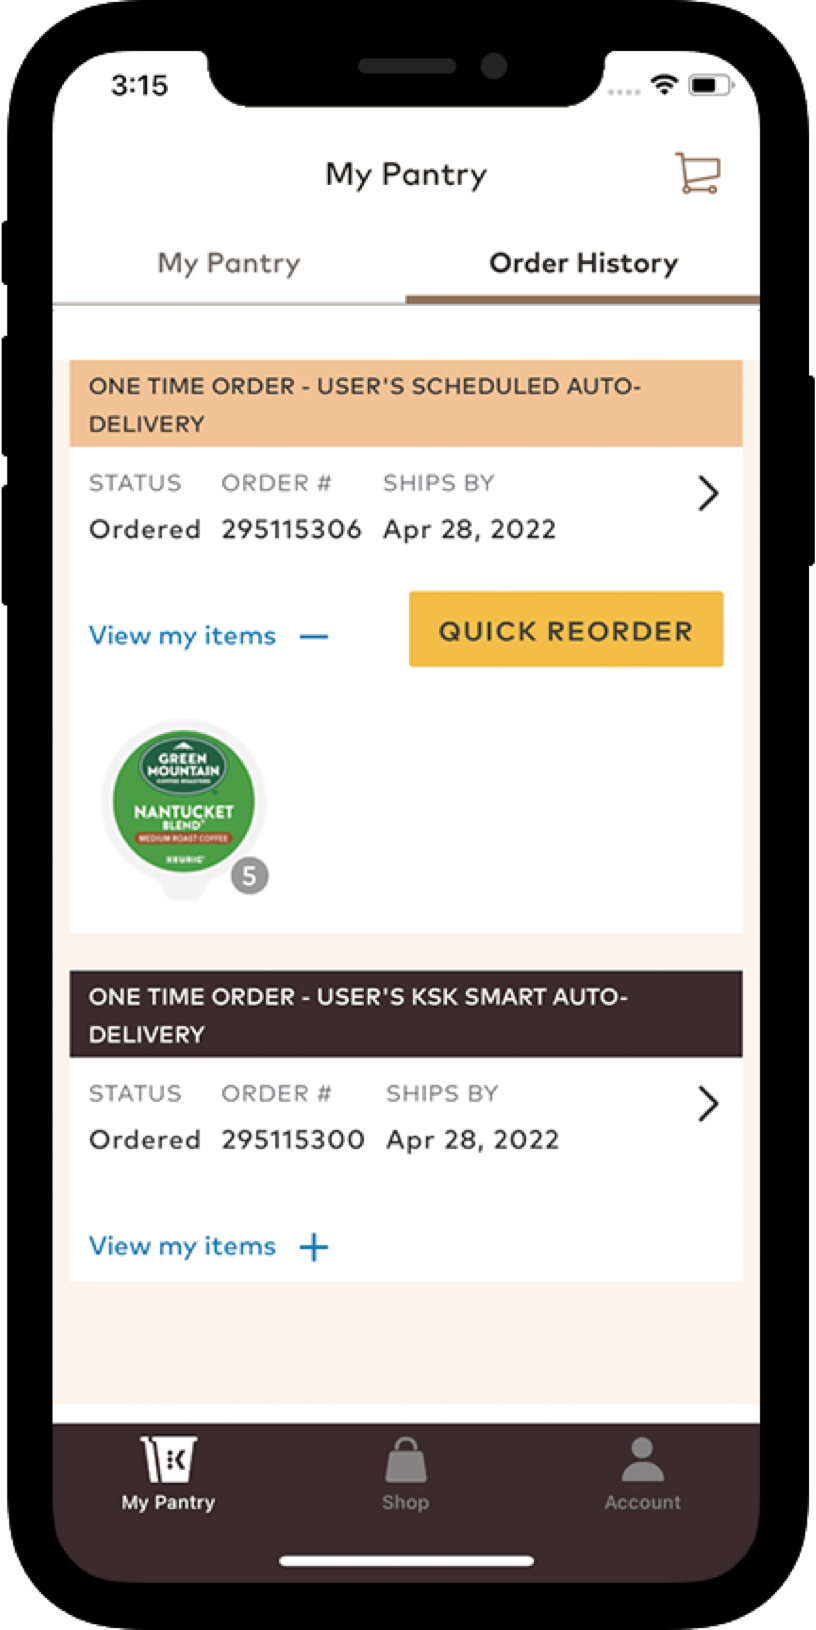 3:15
My Pantry
My Pantry Order History
ONE TIME ORDER - USER'S SCHEDULED AUTO-
DELIVERY
STATUS ORDER # SHIPS BY
Ordered 295115306 Apr 28, 2022
View my items QUICK REORDER
GREEN
MOUNTAIN
COFFEE ROASTERS
NANTUCKET
BLEND
MEDIUM ROAST COFFEE
KEURIG
5
ONE TIME ORDER - USER'S KSK SMART AUTO-
DELIVERY
STATUS ORDER # SHIPS BY
Ordered 295115300 Apr 28, 2022
View my items
K
My Pantry Shop Account